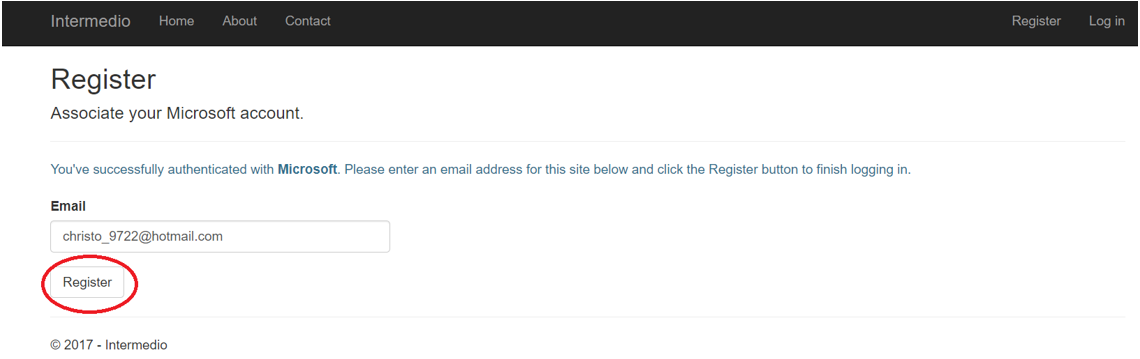 Intermedio Home About Contact Register Log in
Register
Associate your Microsoft account.
You've successfully authenticated with Microsoft. Please enter an email address for this site below and click the Register button to finish logging in.
Email
christo_9722@hotmail.com
Register
© 2017 - Intermedio